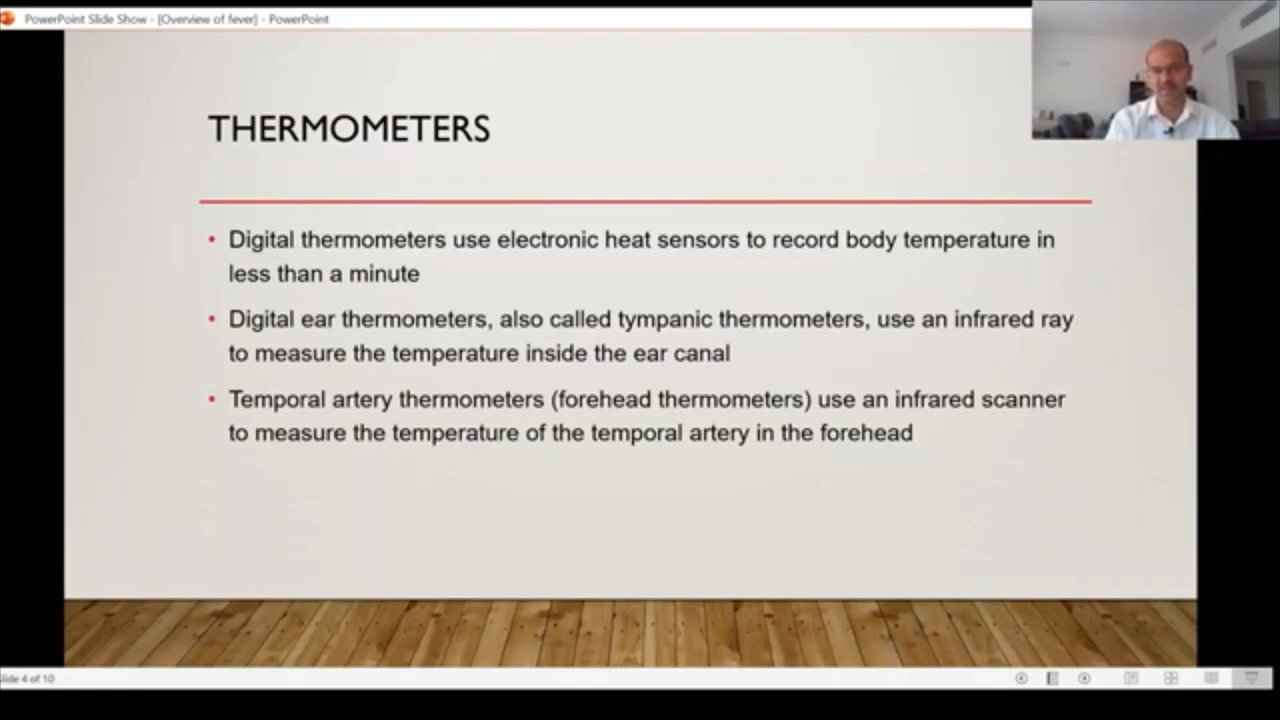 PowerPoint Slide Show - [Overview of fever] - PowerPoint
THERMOMETERS
• Digital thermometers use electronic heat sensors to record body temperature in
less than a minute
• Digital ear thermometers, also called tympanic thermometers, use an infrared ray
to measure the temperature inside the ear canal
• Temporal artery thermometers (forehead thermometers) use an infrared scanner
to measure the temperature of the temporal artery in the forehead
lide 4 of 10